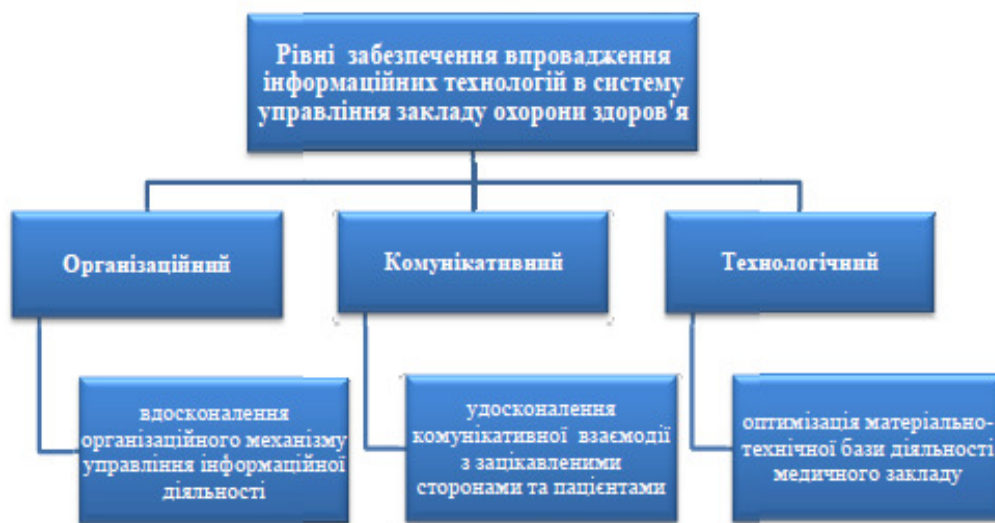 Рівні забезпечення впровадження
інформаційних технологій в систему
управління закладу охорони здоров'я
Організаційний
Комунікативний
Технологічний
вдосконалення
організаційного механізму
управління інформаційної
діяльності
удосконалення
комунікативної взаємодії
з зацікавленими
сторонами та пацієнтами
оптимізація матеріально-
технічної бази діяльності
медичного закладу